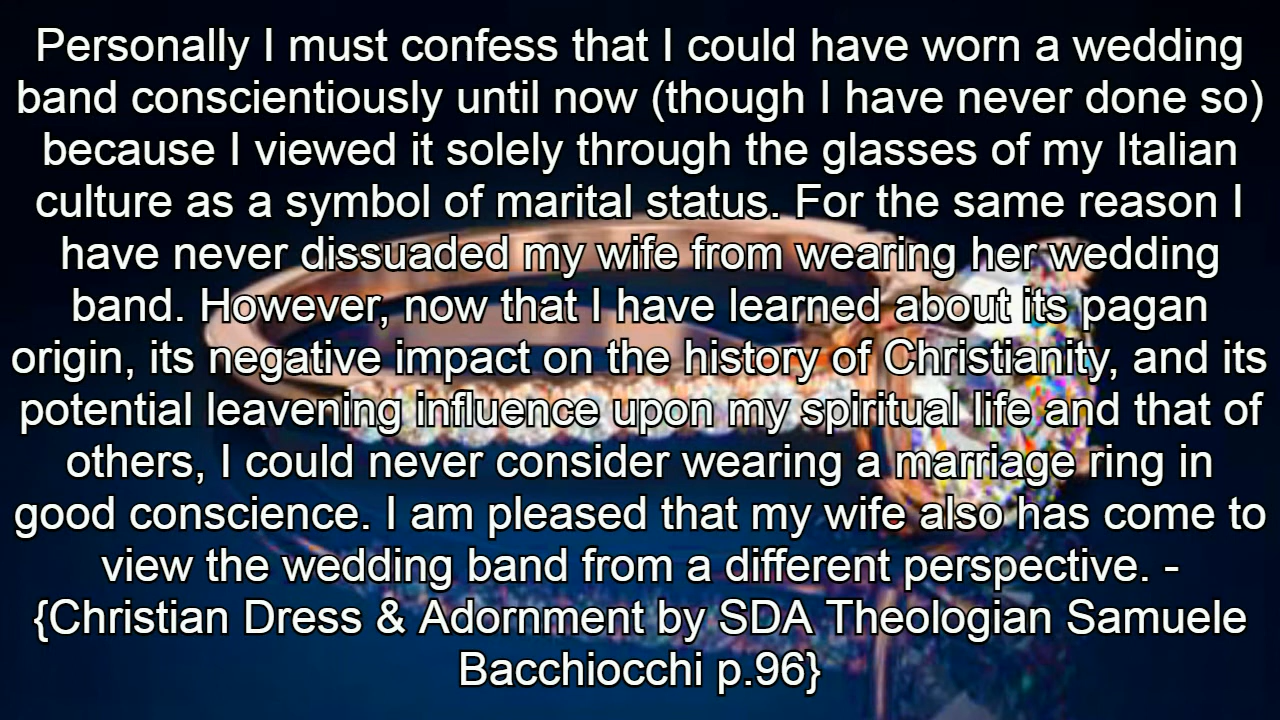 Personally I must confess that I could have worn a wedding
band conscientiously until now (though I have never done so)
because I viewed it solely through the glasses of my Italian
culture as a symbol of marital status. For the same reason I
have never dissuaded my wife from wearing her wedding
band. However, now that I have learned about its pagan
origin, its negative impact on the history of Christianity, and its
potential leavening influence upon my spiritual life and that of
others, I could never consider wearing a marriage ring in
good conscience. I am pleased that my wife also has come to
view the wedding band from a different perspective. -
{Christian Dress & Adornment by SDA Theologian Samuele
Bacchiocchi p.96}